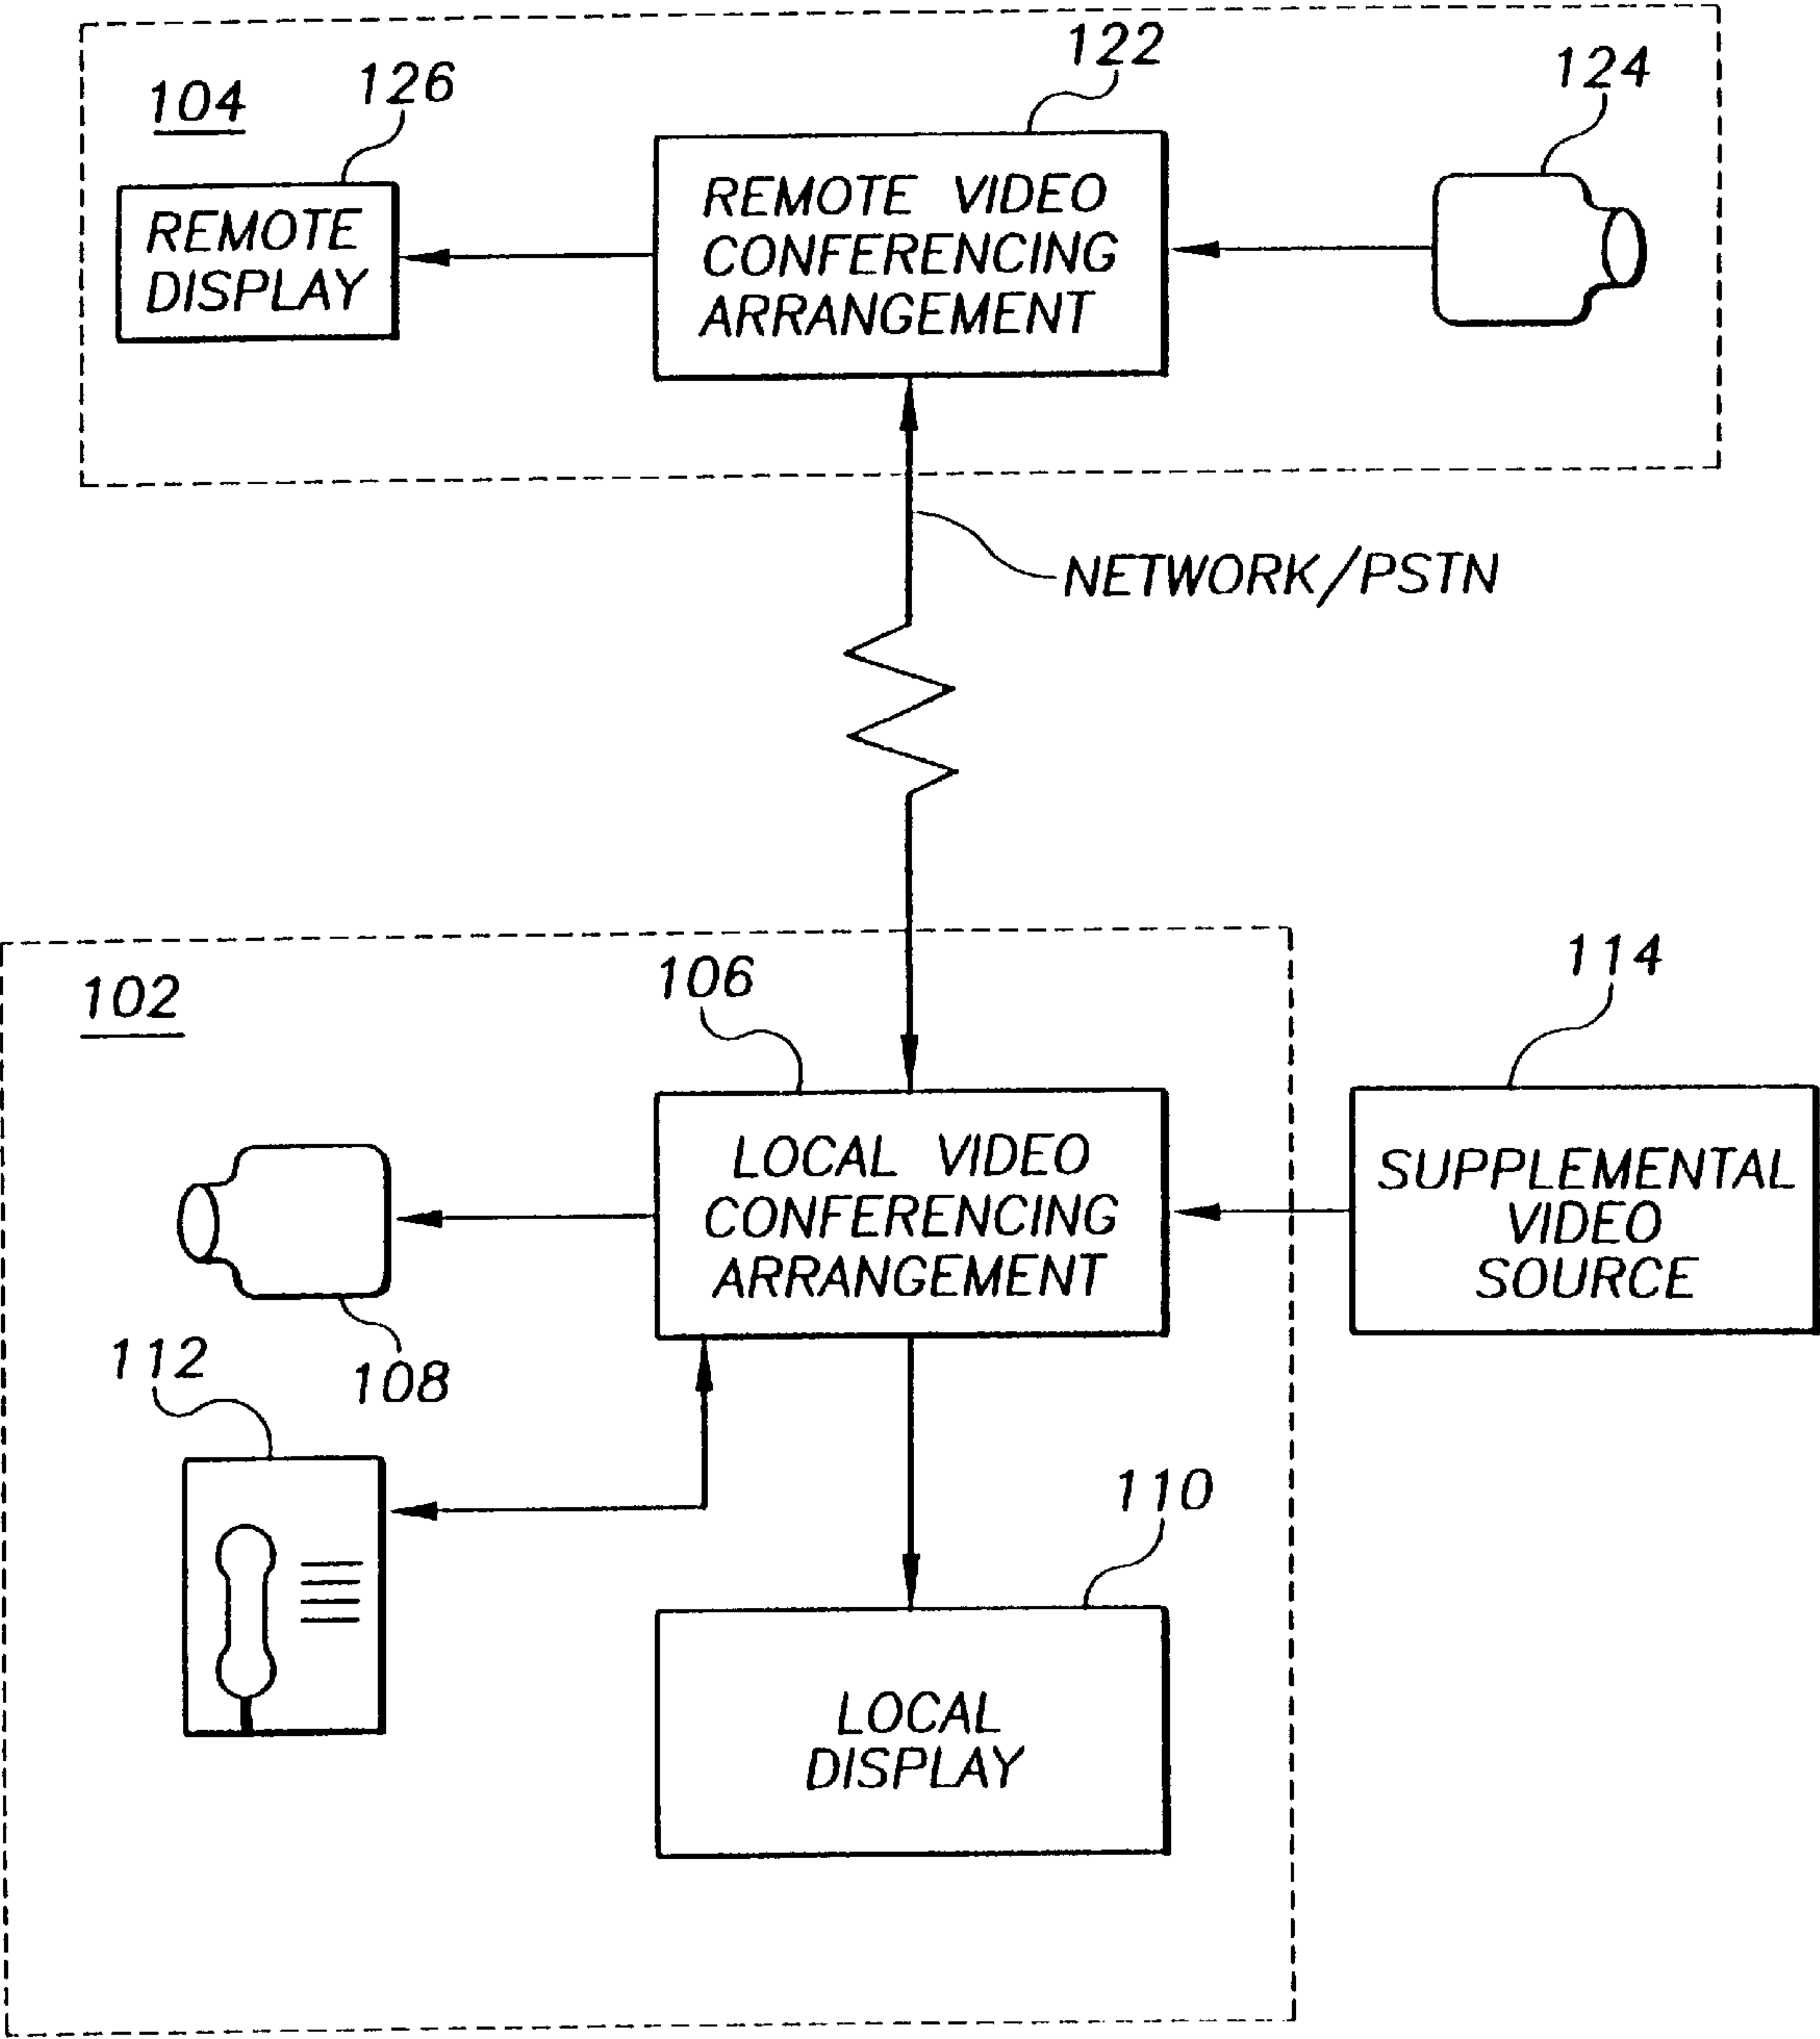 122
124
126
104
REMOTE VIDEO
CONFERENCING
ARRANGEMENT
REMOTE
DISPLAY
NETWORK/PSTN
114
106
102
LOCAL VIDEO
CONFERENCING
ARRANGEMENT
SUPPLEMENTAL
VIDEO
SOURCE
112
108
110
LOCAL
DISPLAY